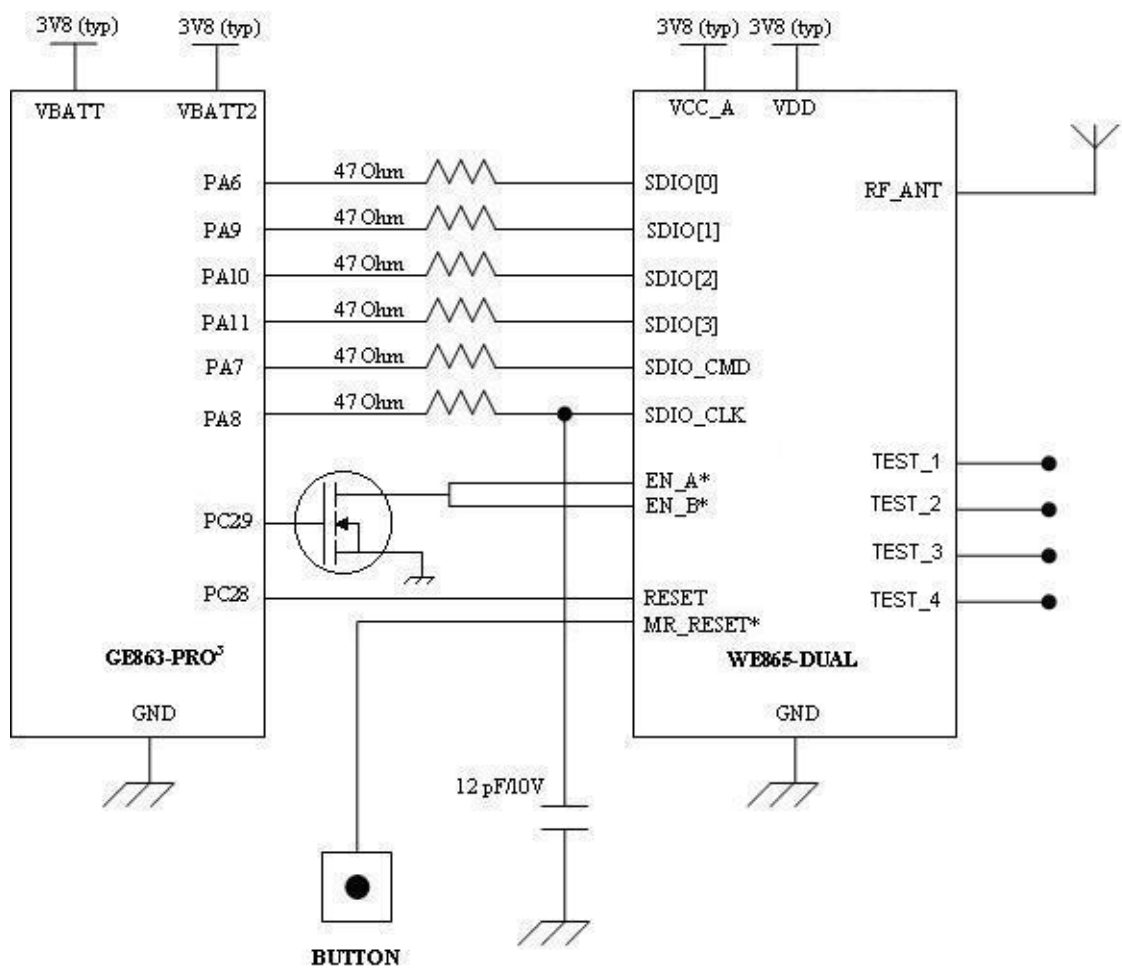 3V8 (typ)
3V8 (typ)
3V8 (typ)
3V8 (typ)
VBATT
VBATT2
VCC_A
VDD
PA6
47 Ohm
SDIO[0]
RF_ANT
PA9
47 Ohm
SDIO[1]
PA10
47 Ohm
SDIO[2]
PA11
47 Ohm
SDIO[3]
PA7
47 Ohm
SDIO_CMD
PA8
47 Ohm
SDIO_CLK
TEST_1
EN_A*
EN_B*
TEST_2
PC29
TEST_3
PC28
RESET
TEST_4
MR_RESET*
GE863-PRO³
WE865-DUAL
GND
GND
12 pF/10V
BUTTON